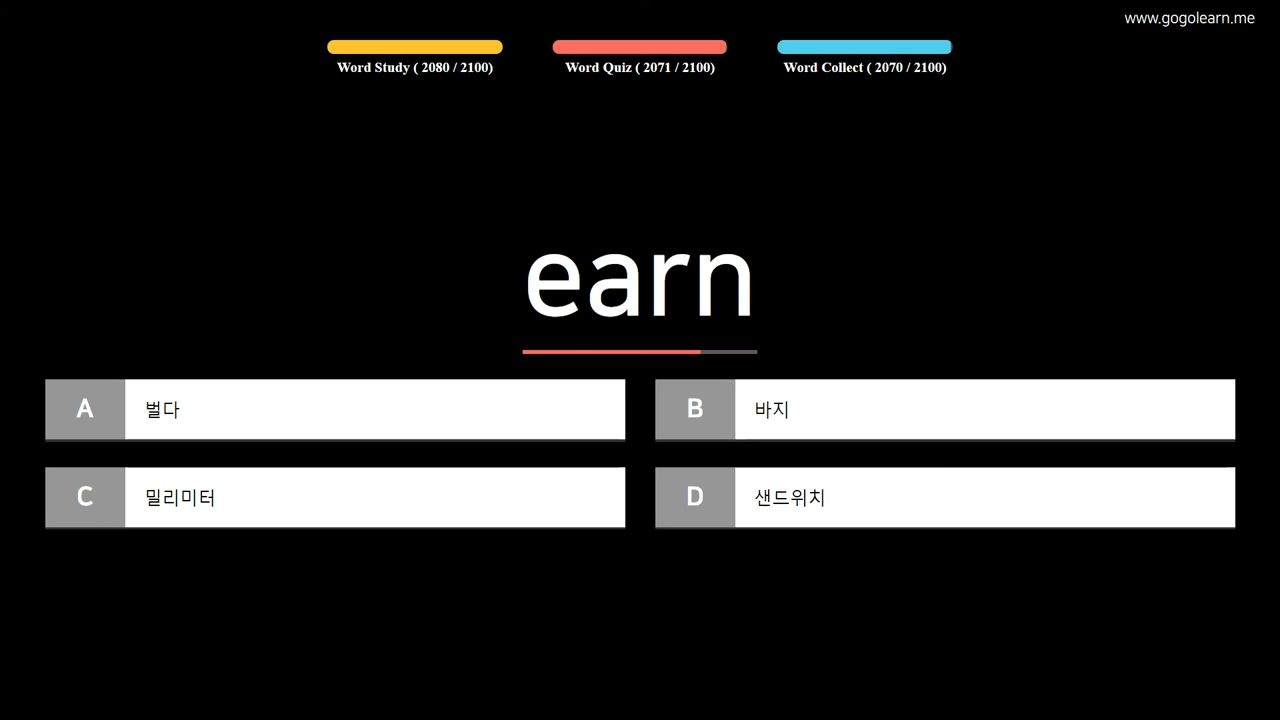 www.gogolearn.me
Word Study ( 2080 / 2100)
Word Quiz ( 2071 / 2100)
Word Collect ( 2070 / 2100)
earn
A 벌다
B 바지
C 밀리미터
D 샌드위치